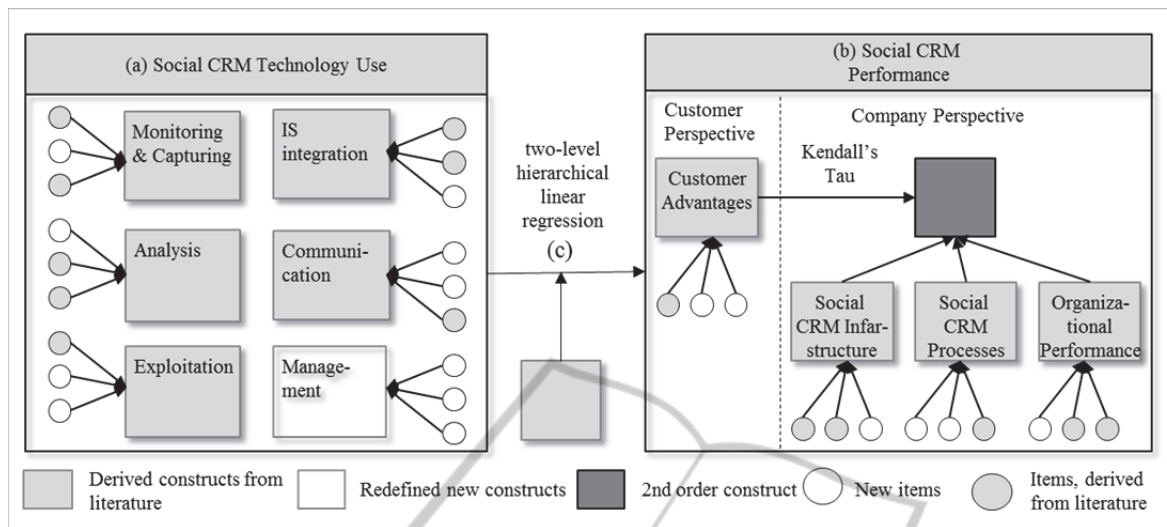 (a) Social CRM Technology Use
Monitoring
& Capturing
IS
integration
Analysis
Communi-
cation
Exploitation
Manage-
ment
two-level
hierarchical
linear
regression
(c)
(b) Social CRM
Performance
Customer
Perspective
Company Perspective
Customer
Advantages
Kendall's
Tau
Social
CRM Infar-
structure
Social
CRM
Processes
Organiza-
tional
Performance
Derived constructs from
literature
Redefined new constructs
2nd order construct
New items
Items, derived
from literature